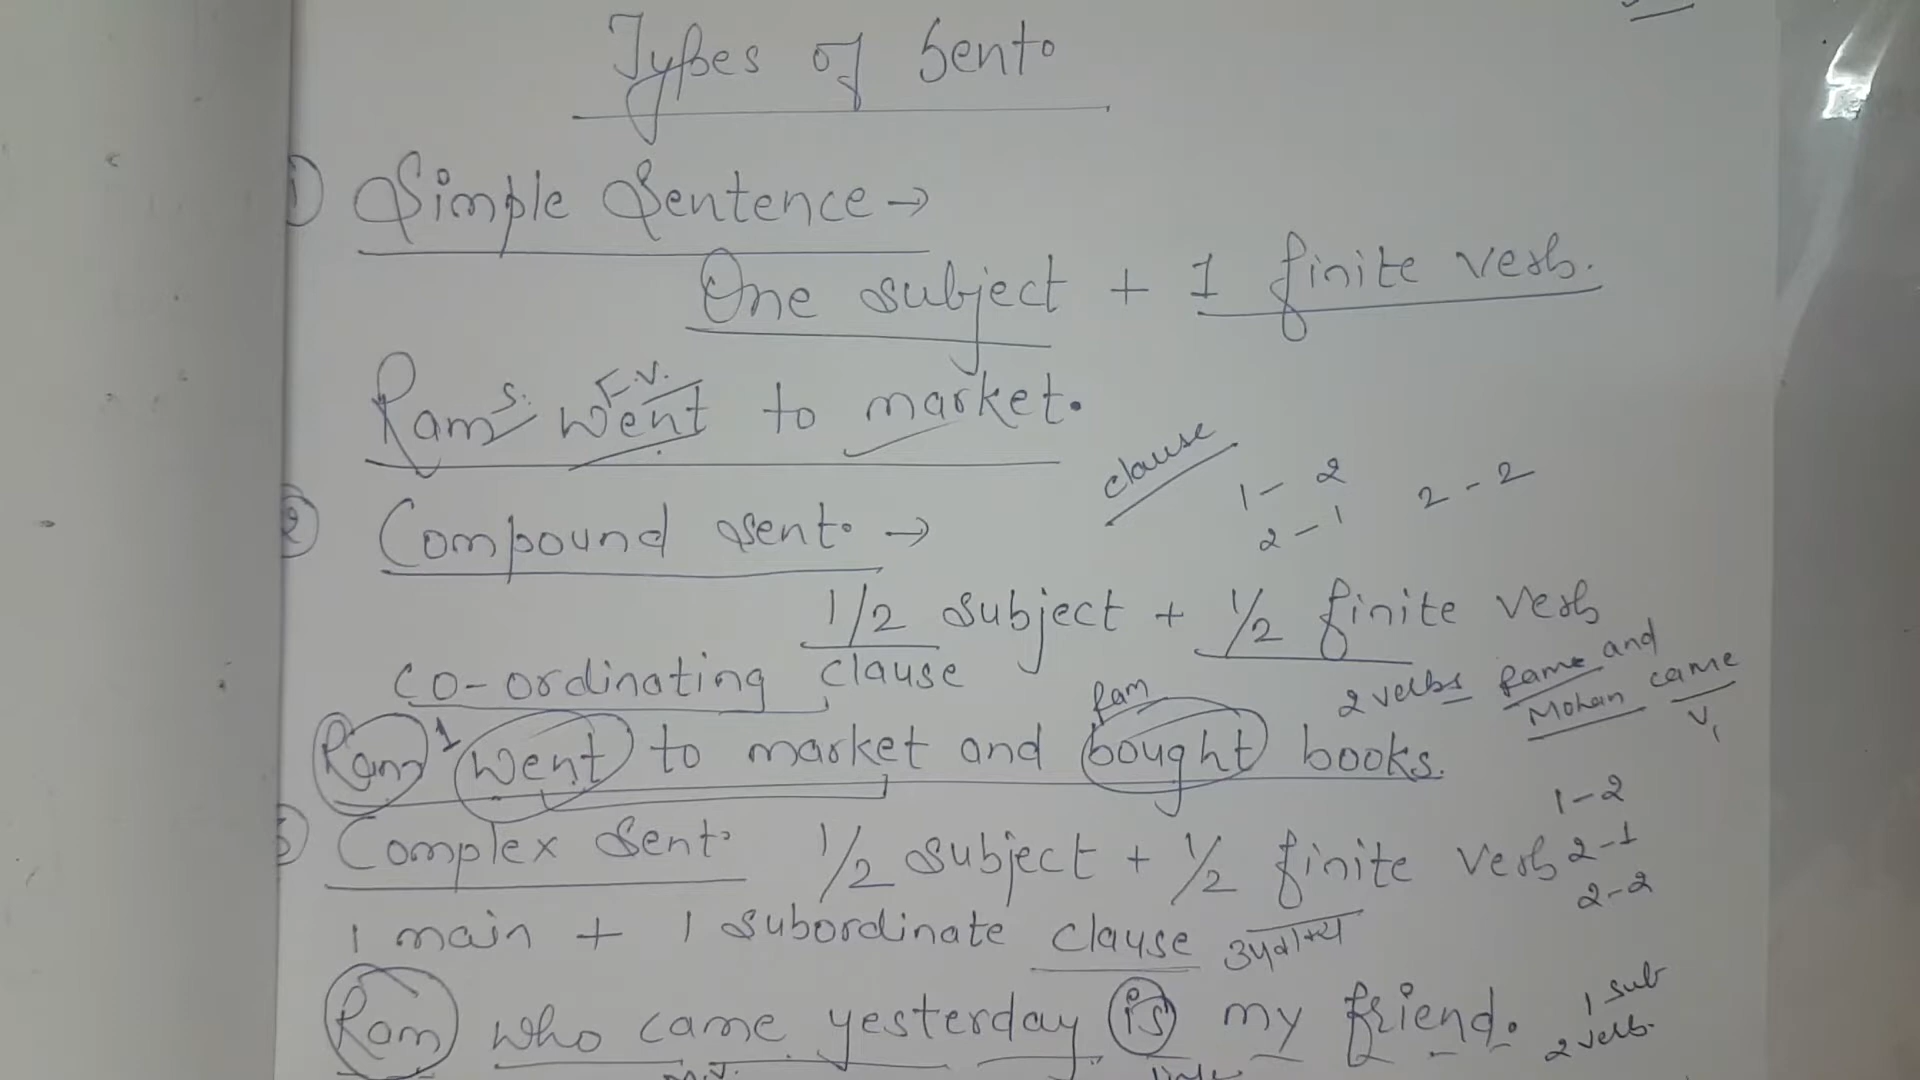 Types of Sent.
1) Simple Sentence →
One subject + 1 finite verb.
S. F.V.
Ram went to market.
clause
1 - 2
2 - 1
2 - 2
2 Compound sent. →
1/2 subject + 1/2 finite verb
co-ordinating clause
2 verbs
Rame and
Mohan came
V1
Ram
Ram 1 went to market and bought books.
1-2
2-1
2-2
Complex Sent. 1/2 subject + 1/2 finite verb
1 main + 1 subordinate clause उपवाक्य
Ram who came yesterday is my friend.
1 sub
2 verb.